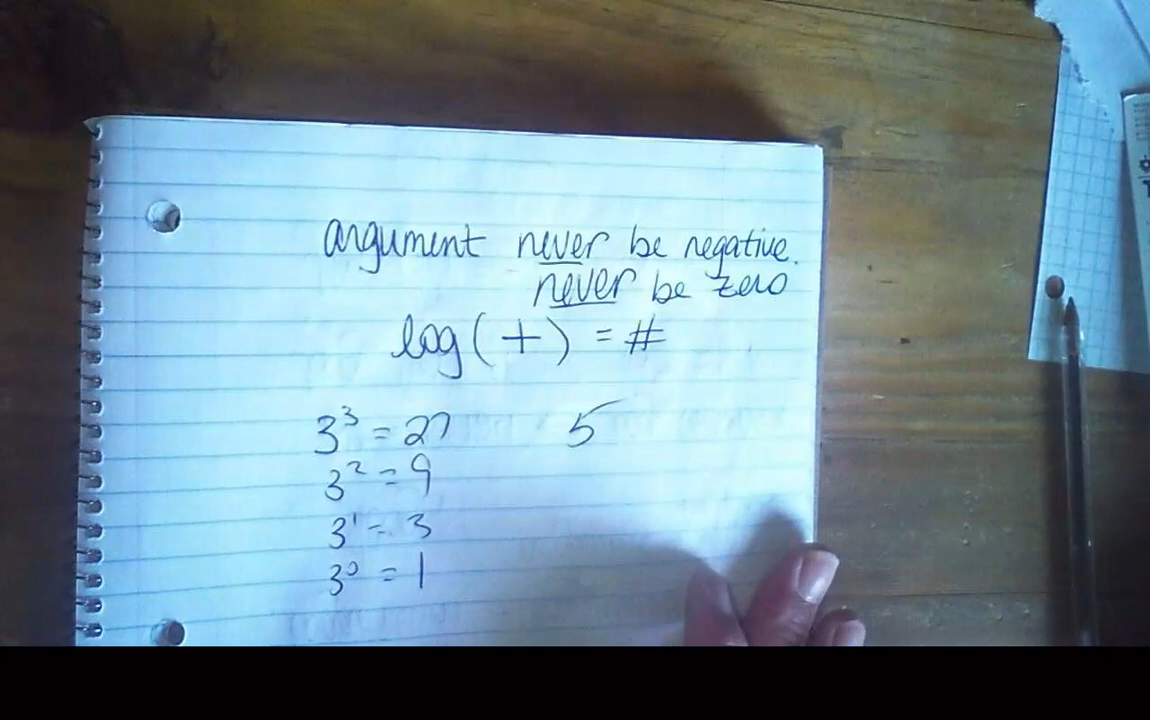 argument never be negative.
never be zero
log(+) = #
3³ = 27 5
3² = 9
3¹ = 3
3⁰ = 1